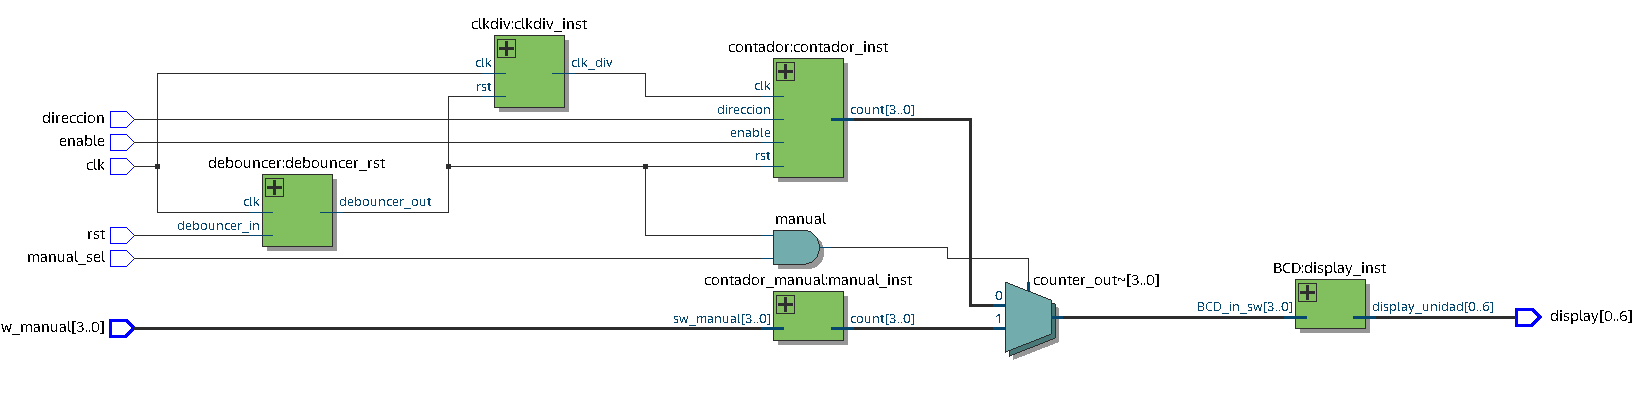 clkdiv:clkdiv_inst
clk
rst
clk_div
contador:contador_inst
clk
direccion
enable
rst
count[3..0]
direccion
enable
clk
debouncer:debouncer_rst
clk
debouncer_in
debouncer_out
rst
manual_sel
manual
contador_manual:manual_inst
sw_manual[3..0]
count[3..0]
counter_out~[3..0]
0
1
BCD:display_inst
BCD_in_sw[3..0]
display_unidad[0..6]
w_manual[3..0]
display[0..6]